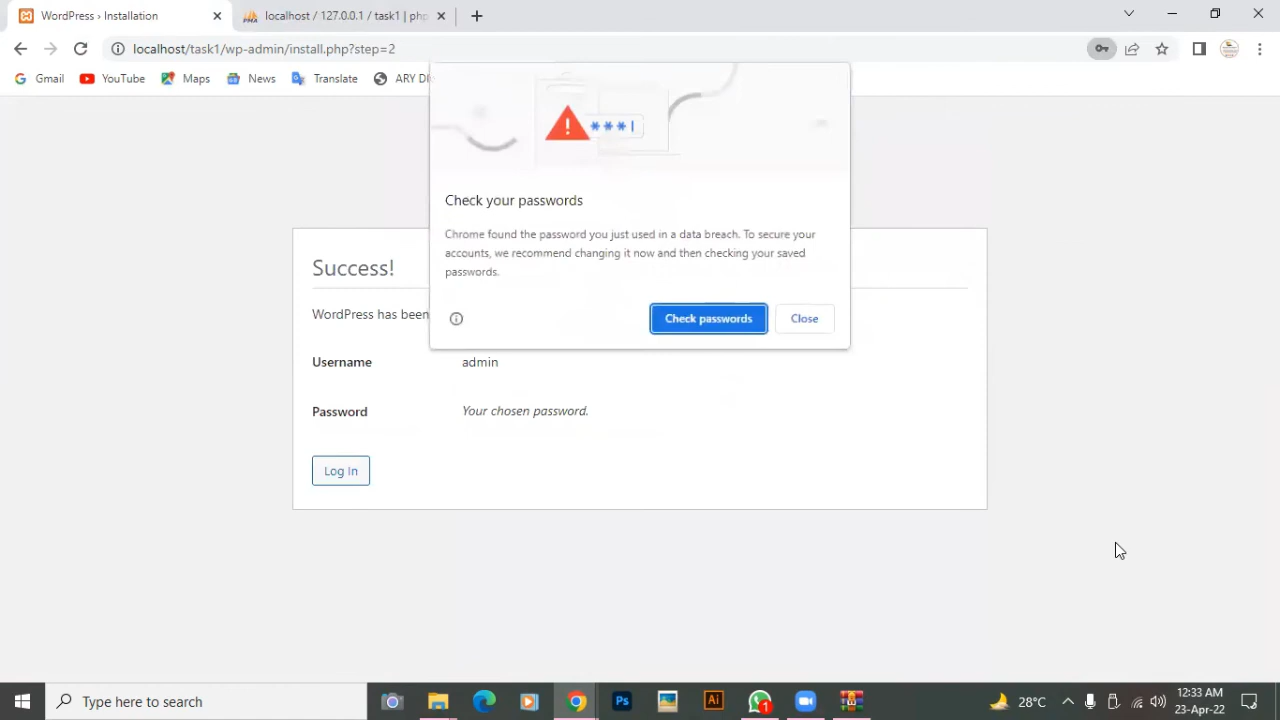 WordPress › Installation
localhost / 127.0.0.1 / task1 | php
localhost/task1/wp-admin/install.php?step=2
Gmail
YouTube
Maps
News
Translate
ARY
***
Check your passwords
Chrome found the password you just used in a data breach. To secure your
accounts, we recommend changing it now and then checking your saved
passwords.
Check passwords
Close
Success!
WordPress has been
Username
admin
Password
Your chosen password.
Log In
Type here to search
Ps
Ai
1
28°C
12:33 AM
23-Apr-22